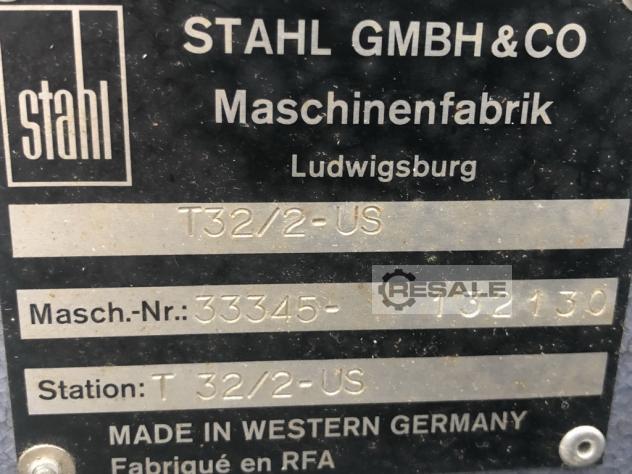 stahl
STAHL GMBH & CO
Maschinenfabrik
Ludwigsburg
T32/2-US
Masch.-Nr.: 33345- 132130
RESALE
Station: T 32/2-US
MADE IN WESTERN GERMANY
Fabriqué en RFA